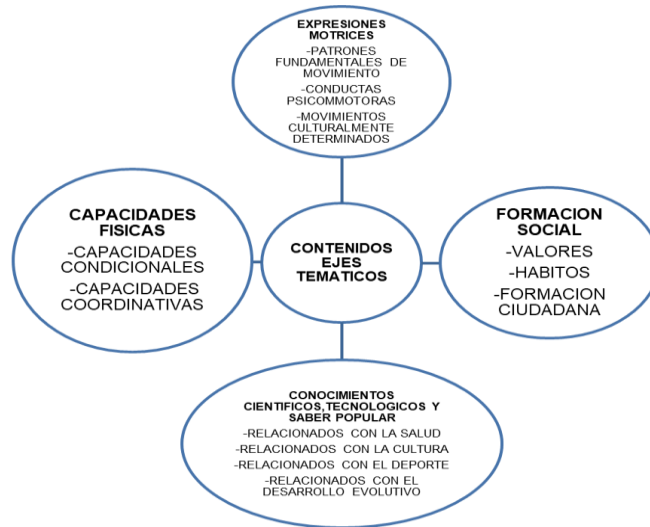 EXPRESIONES
MOTRICES
-PATRONES
FUNDAMENTALES DE
MOVIMIENTO
-CONDUCTAS
PSICOMMOTORAS
-MOVIMIENTOS
CULTURALMENTE
DETERMINADOS
CAPACIDADES
FISICAS
-CAPACIDADES
CONDICIONALES
-CAPACIDADES
COORDINATIVAS
CONTENIDOS
EJES
TEMATICOS
FORMACION
SOCIAL
-VALORES
-HABITOS
-FORMACION
CIUDADANA
CONOCIMIENTOS
CIENTIFICOS,TECNOLOGICOS Y
SABER POPULAR
-RELACIONADOS CON LA SALUD
-RELACIONADOS CON LA CULTURA
-RELACIONADOS CON EL DEPORTE
-RELACIONADOS CON EL
DESARROLLO EVOLUTIVO